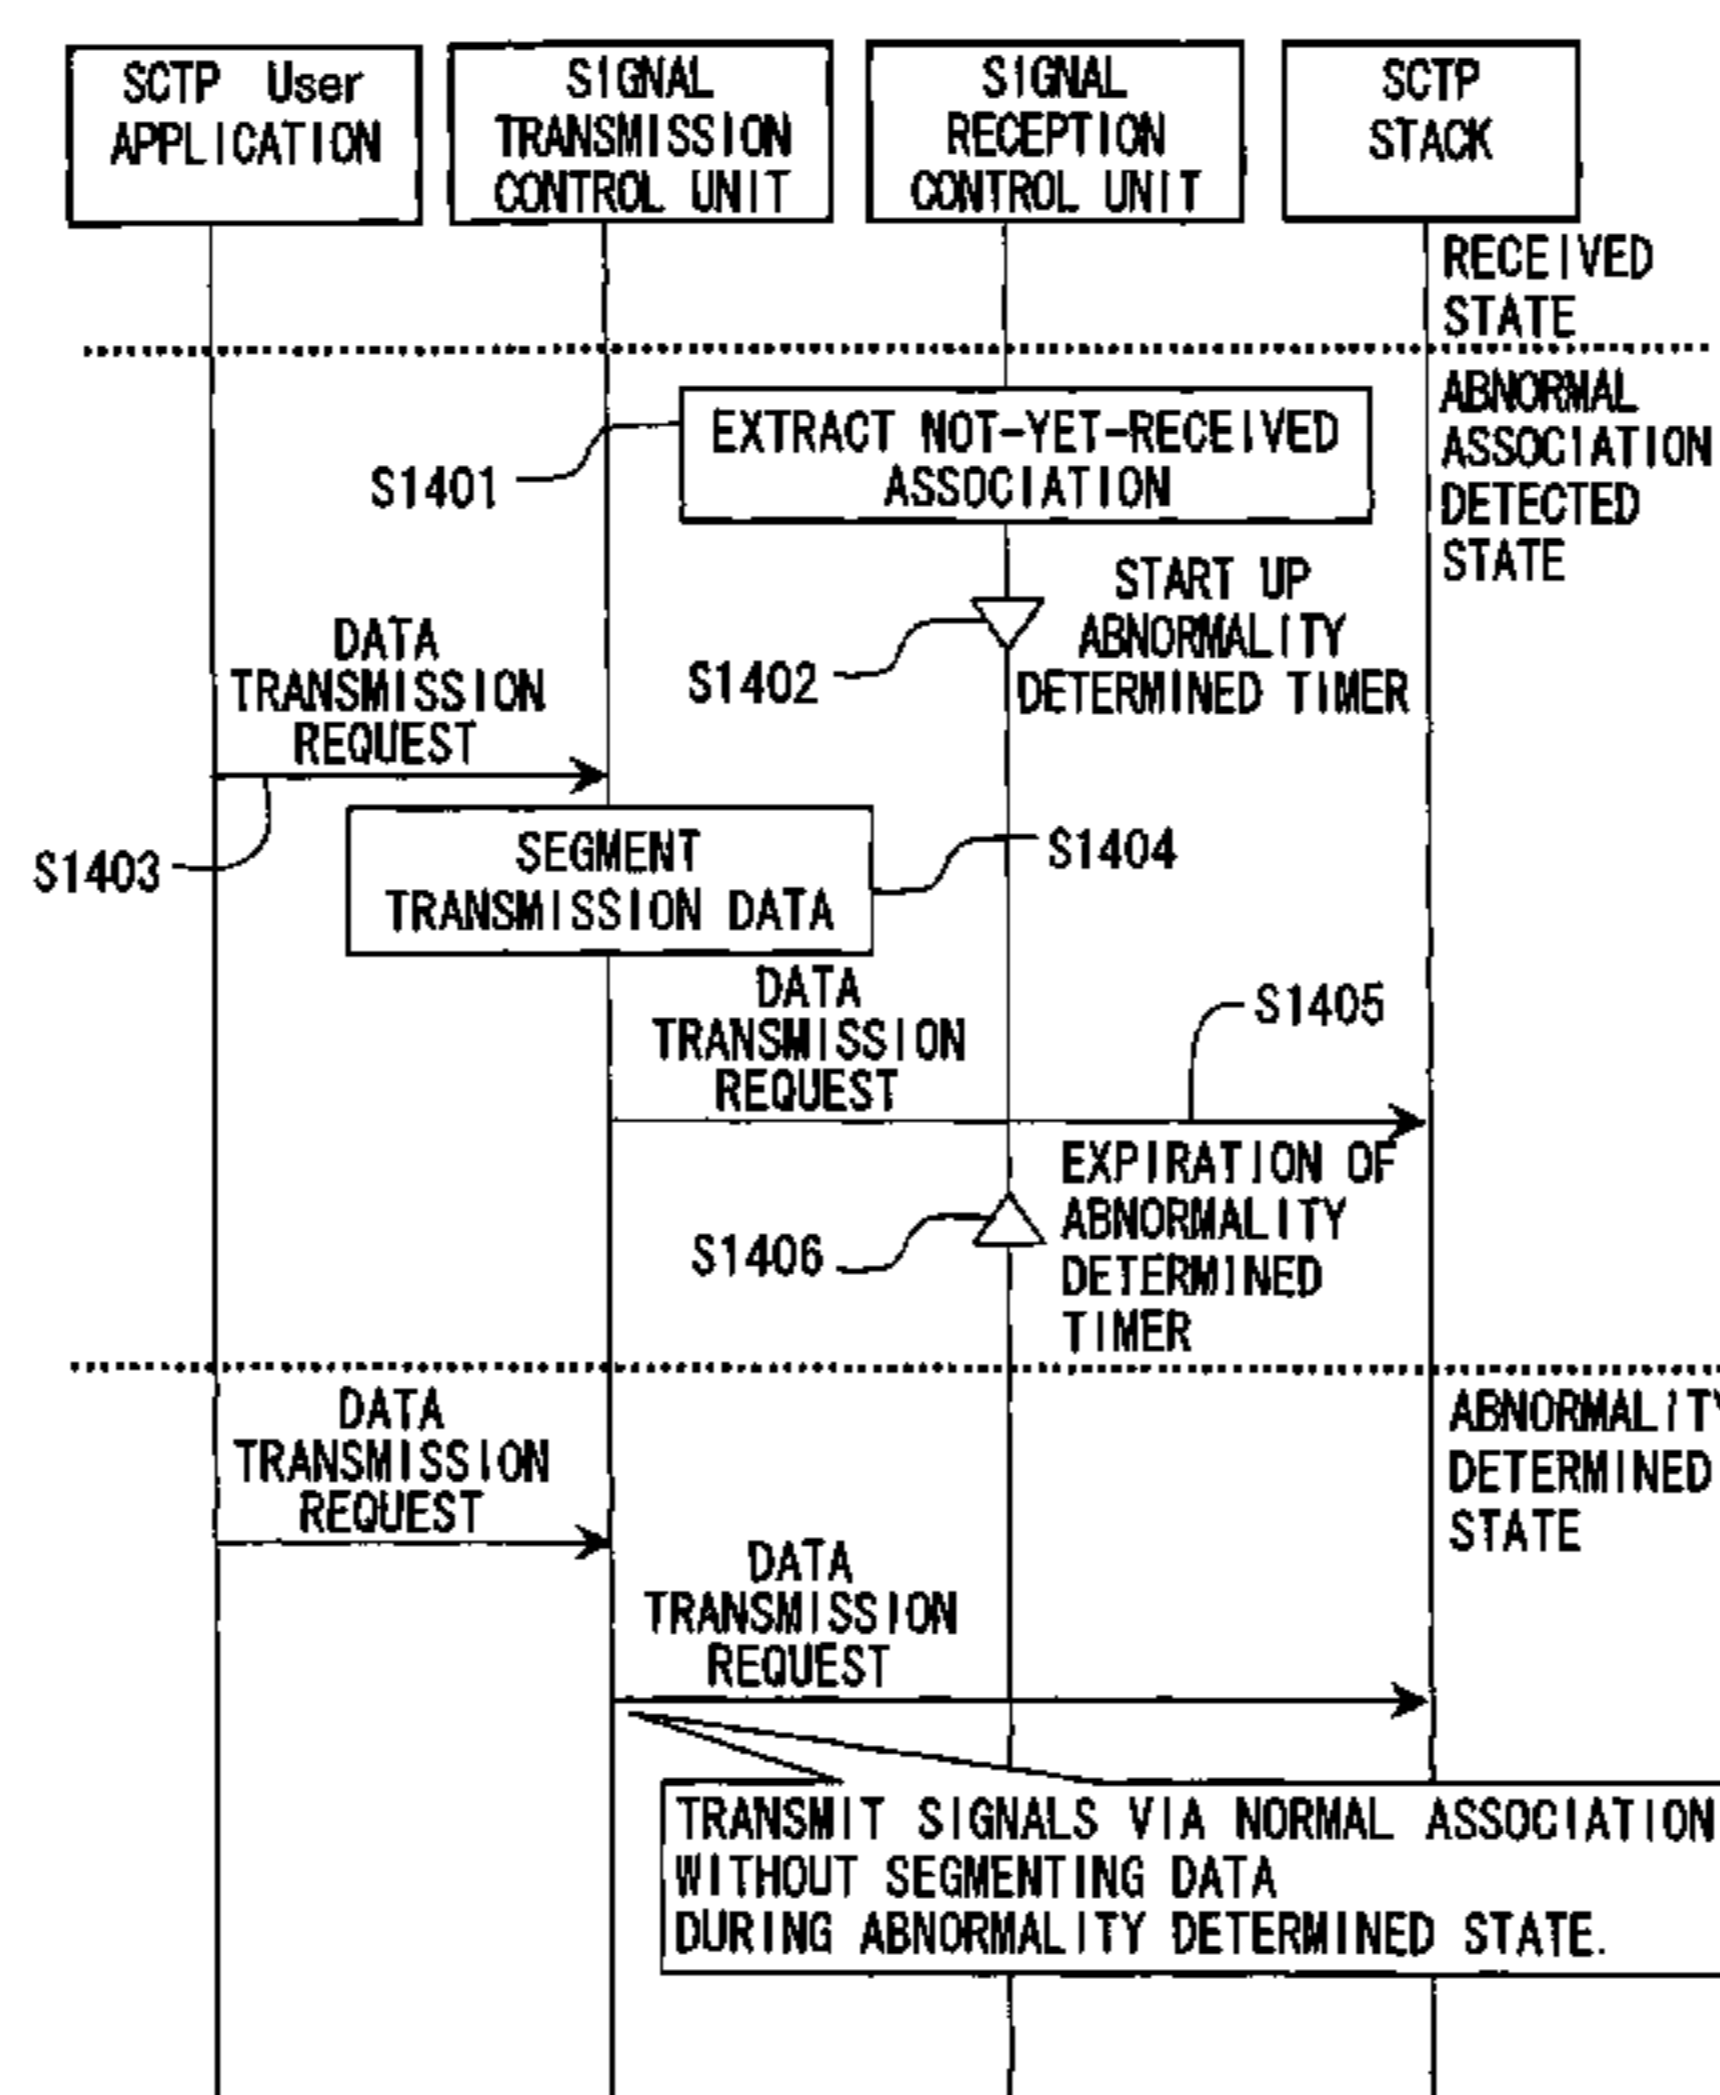 SCTP User
APPLICATION
SIGNAL
TRANSMISSION
CONTROL UNIT
SIGNAL
RECEPTION
CONTROL UNIT
SCTP
STACK
RECEIVED
STATE
ABNORMAL
ASSOCIATION
DETECTED
STATE
EXTRACT NOT-YET-RECEIVED
ASSOCIATION
S1401
START UP
ABNORMALITY
DETERMINED TIMER
S1402
DATA
TRANSMISSION
REQUEST
S1403
SEGMENT
TRANSMISSION DATA
S1404
DATA
TRANSMISSION
REQUEST
S1405
EXPIRATION OF
ABNORMALITY
DETERMINED
TIMER
S1406
ABNORMALITY
DETERMINED
STATE
DATA
TRANSMISSION
REQUEST
DATA
TRANSMISSION
REQUEST
TRANSMIT SIGNALS VIA NORMAL ASSOCIATION
WITHOUT SEGMENTING DATA
DURING ABNORMALITY DETERMINED STATE.